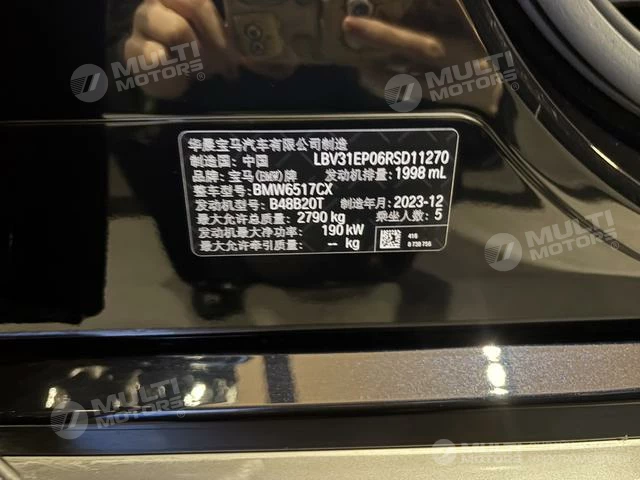 MULTI
MOTORS®
MULTI
MOTORS®
华晨宝马汽车有限公司制造
制造国: 中国 LBV31EP06RSD11270
品牌: 宝马(BMW)牌 发动机排量: 1998 mL
整车型号: BMW6517CX
发动机型号: B48B20T 制造年月: 2023-12
最大允许总质量: 2790 kg 乘坐人数: 5
发动机最大净功率: 190 kW
最大允许牵引质量: -- kg
416
8 738 756
MULTI
MOTORS®
MULTI
MOTORS®
MULTI
MOTORS®